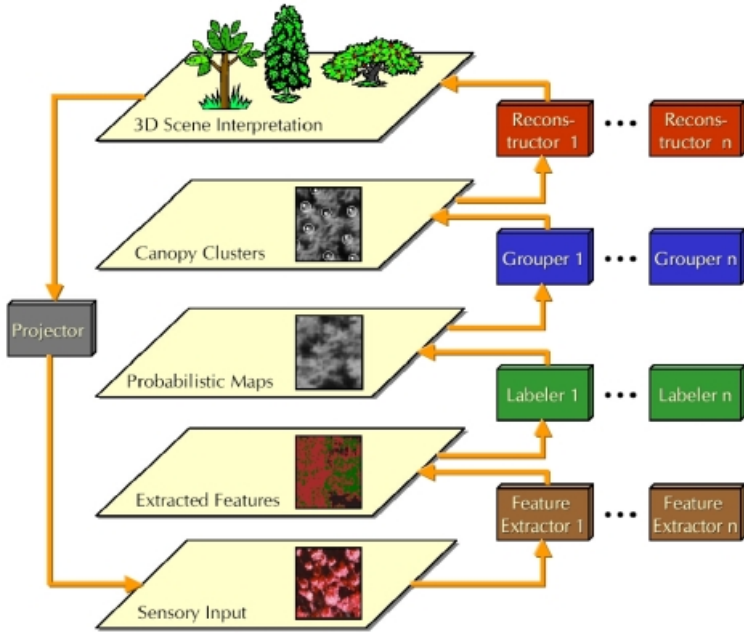 3D Scene Interpretation
Recons-
tructor 1
•••
Recons-
tructor n
Canopy Clusters
Grouper 1
•••
Grouper n
Projector
Probabilistic Maps
Labeler 1
•••
Labeler n
Extracted Features
Feature
Extractor 1
•••
Feature
Extractor n
Sensory Input